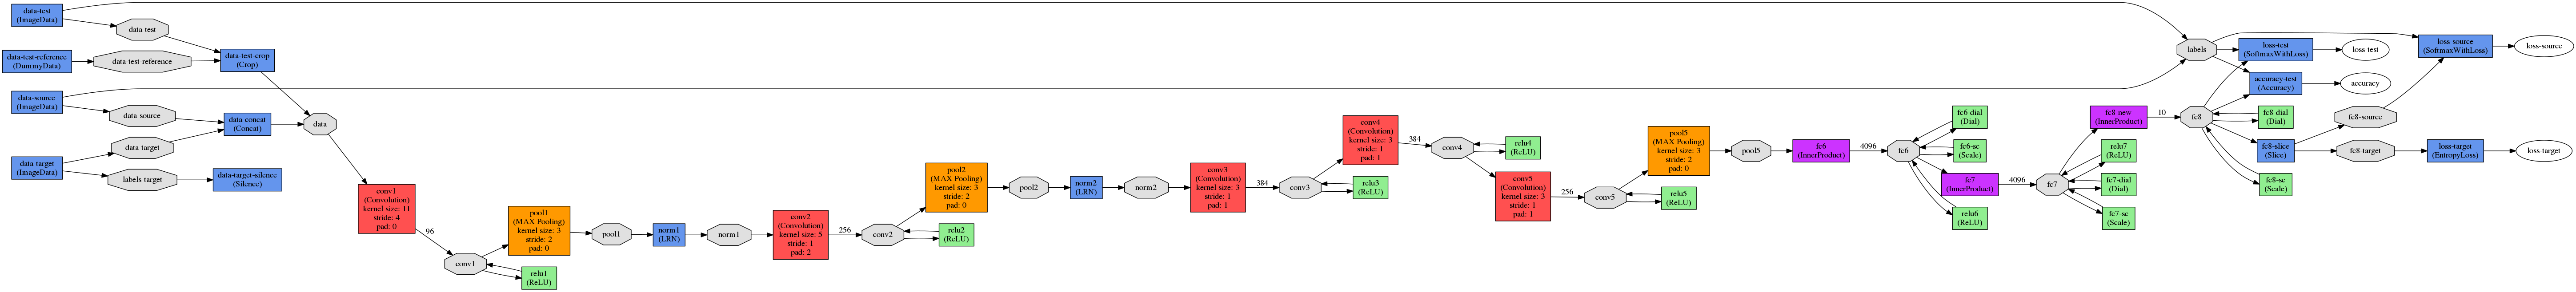 data-test
(ImageData)
data-test
data-test-reference
(DummyData)
data-test-reference
data-test-crop
(Crop)
data-source
(ImageData)
data-source
data-concat
(Concat)
data
data-target
(ImageData)
data-target
labels-target
data-target-silence
(Silence)
conv1
(Convolution)
kernel size: 11
stride: 4
pad: 0
96
conv1
pool1
(MAX Pooling)
kernel size: 3
stride: 2
pad: 0
relu1
(ReLU)
pool1
norm1
(LRN)
norm1
conv2
(Convolution)
kernel size: 5
stride: 1
pad: 2
256
conv2
pool2
(MAX Pooling)
kernel size: 3
stride: 2
pad: 0
relu2
(ReLU)
pool2
norm2
(LRN)
norm2
conv3
(Convolution)
kernel size: 3
stride: 1
pad: 1
384
conv3
relu3
(ReLU)
conv4
(Convolution)
kernel size: 3
stride: 1
pad: 1
384
conv4
relu4
(ReLU)
conv5
(Convolution)
kernel size: 3
stride: 1
pad: 1
256
conv5
relu5
(ReLU)
pool5
(MAX Pooling)
kernel size: 3
stride: 2
pad: 0
pool5
fc6
(InnerProduct)
4096
fc6
fc6-dial
(Dial)
fc6-sc
(Scale)
fc7
(InnerProduct)
relu6
(ReLU)
4096
fc7
fc8-new
(InnerProduct)
relu7
(ReLU)
fc7-dial
(Dial)
fc7-sc
(Scale)
10
fc8
labels
loss-test
(SoftmaxWithLoss)
loss-test
accuracy-test
(Accuracy)
accuracy
fc8-dial
(Dial)
fc8-slice
(Slice)
fc8-sc
(Scale)
fc8-source
fc8-target
loss-source
(SoftmaxWithLoss)
loss-source
loss-target
(EntropyLoss)
loss-target